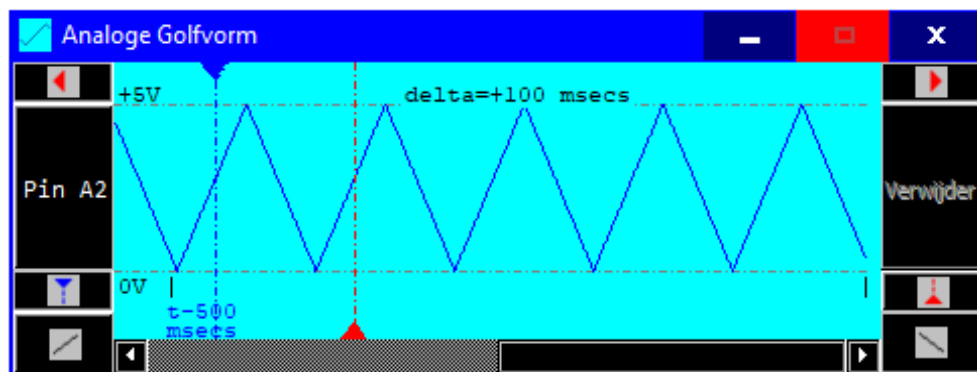 Analoge Golfvorm
+5V
delta=+100 msecs
Pin A2
Verwijder
0V
t-500
msecs